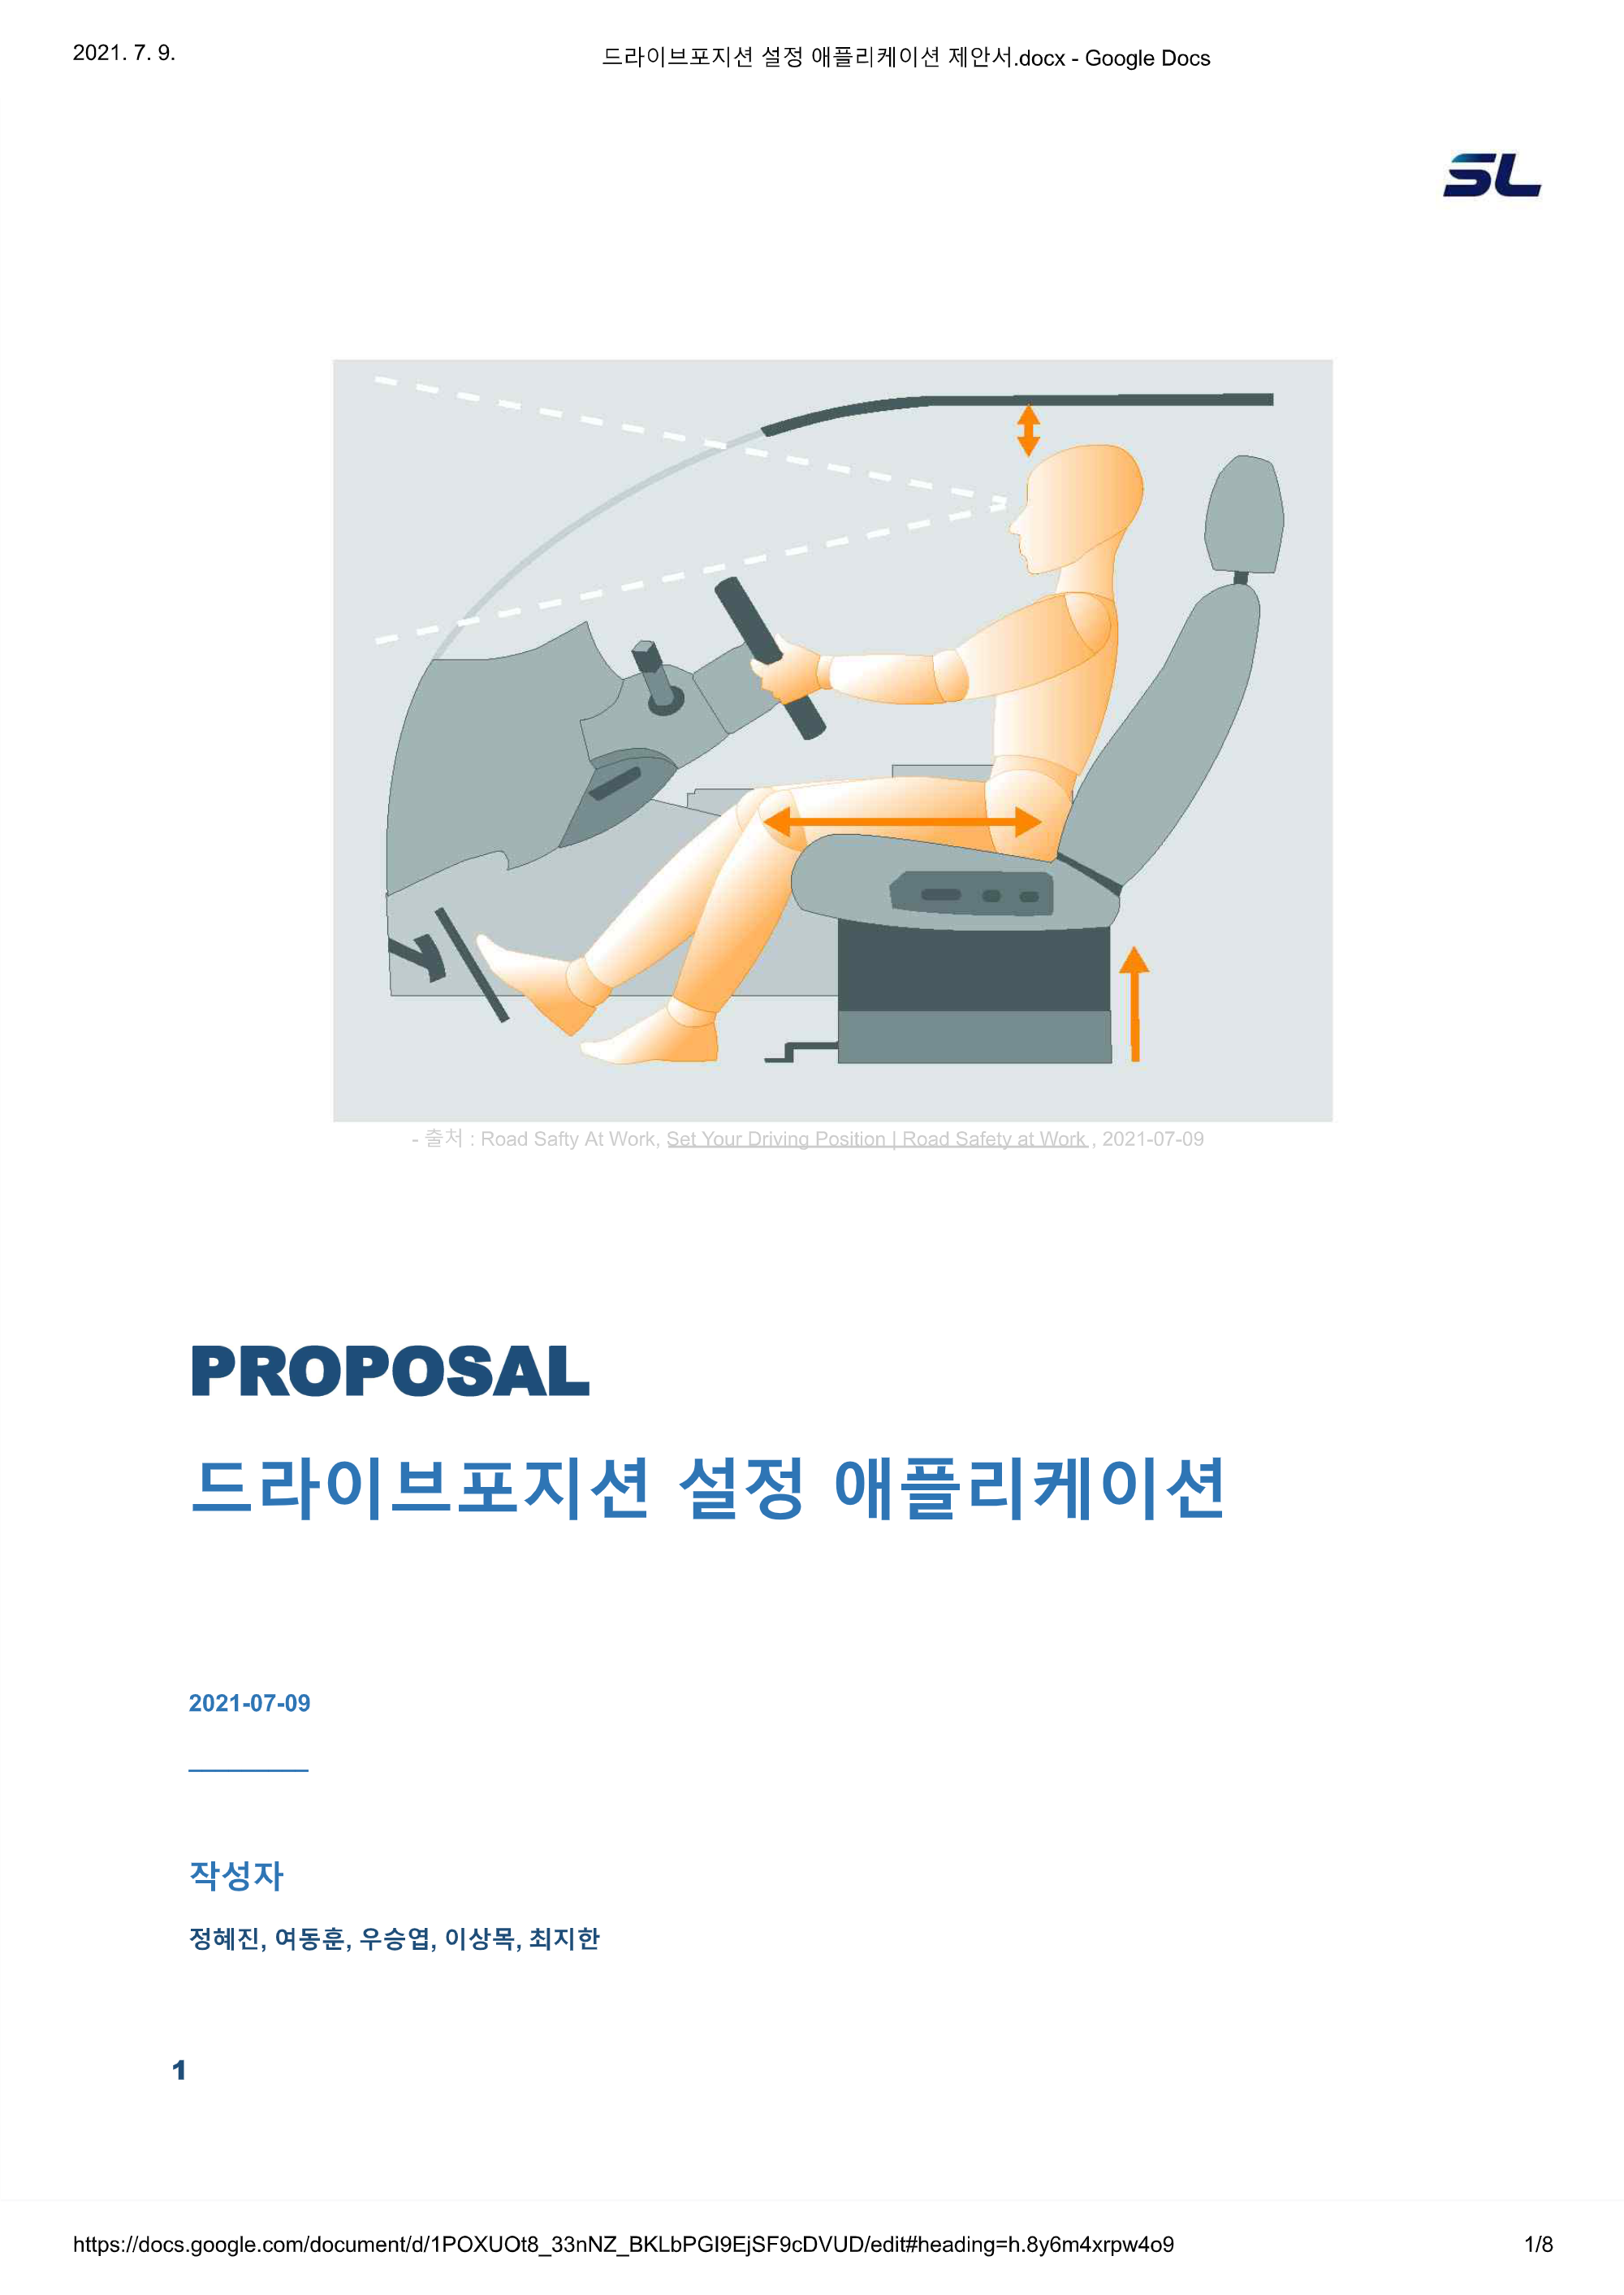 2021. 7. 9.
드라이브포지션 설정 애플리케이션 제안서.docx - Google Docs
SL
- 출처 : Road Safty At Work, Set Your Driving Position | Road Safety at Work , 2021-07-09
PROPOSAL
드라이브포지션 설정 애플리케이션
2021-07-09
작성자
정혜진, 여동훈, 우승엽, 이상목, 최지한
1
https://docs.google.com/document/d/1POXUOt8_33nNZ_BKLbPGI9EjSF9cDVUD/edit#heading=h.8y6m4xrpw4o9
1/8